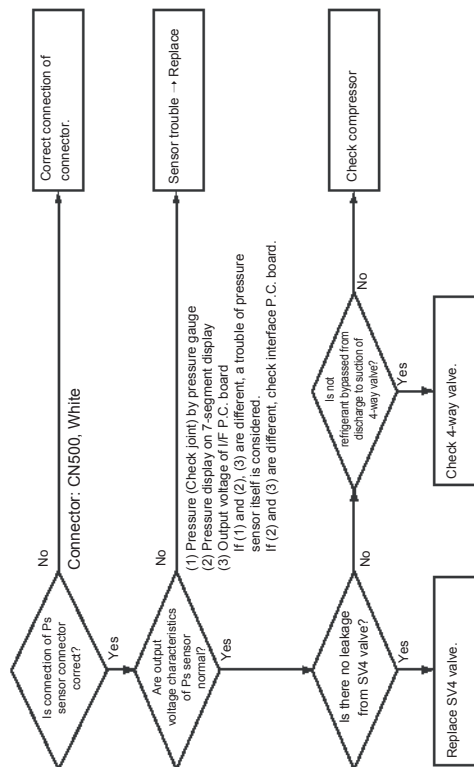 Is connection of Ps
sensor connector
correct?
No
Correct connection of
connector.
Connector: CN500, White
Yes
Are output
voltage characteristics
of Ps sensor
normal?
No
Sensor trouble → Replace
(1) Pressure (Check joint) by pressure gauge
(2) Pressure display on 7-segment display
(3) Output voltage of I/F P.C. board
If (1) and (2), (3) are different, a trouble of pressure
sensor itself is considered.
If (2) and (3) are different, check interface P.C. board.
Yes
Is there no leakage
from SV4 valve?
No
Is not
refrigerant bypassed from
discharge to suction of
4-way valve?
No
Check compressor
Yes
Replace SV4 valve.
Yes
Check 4-way valve.